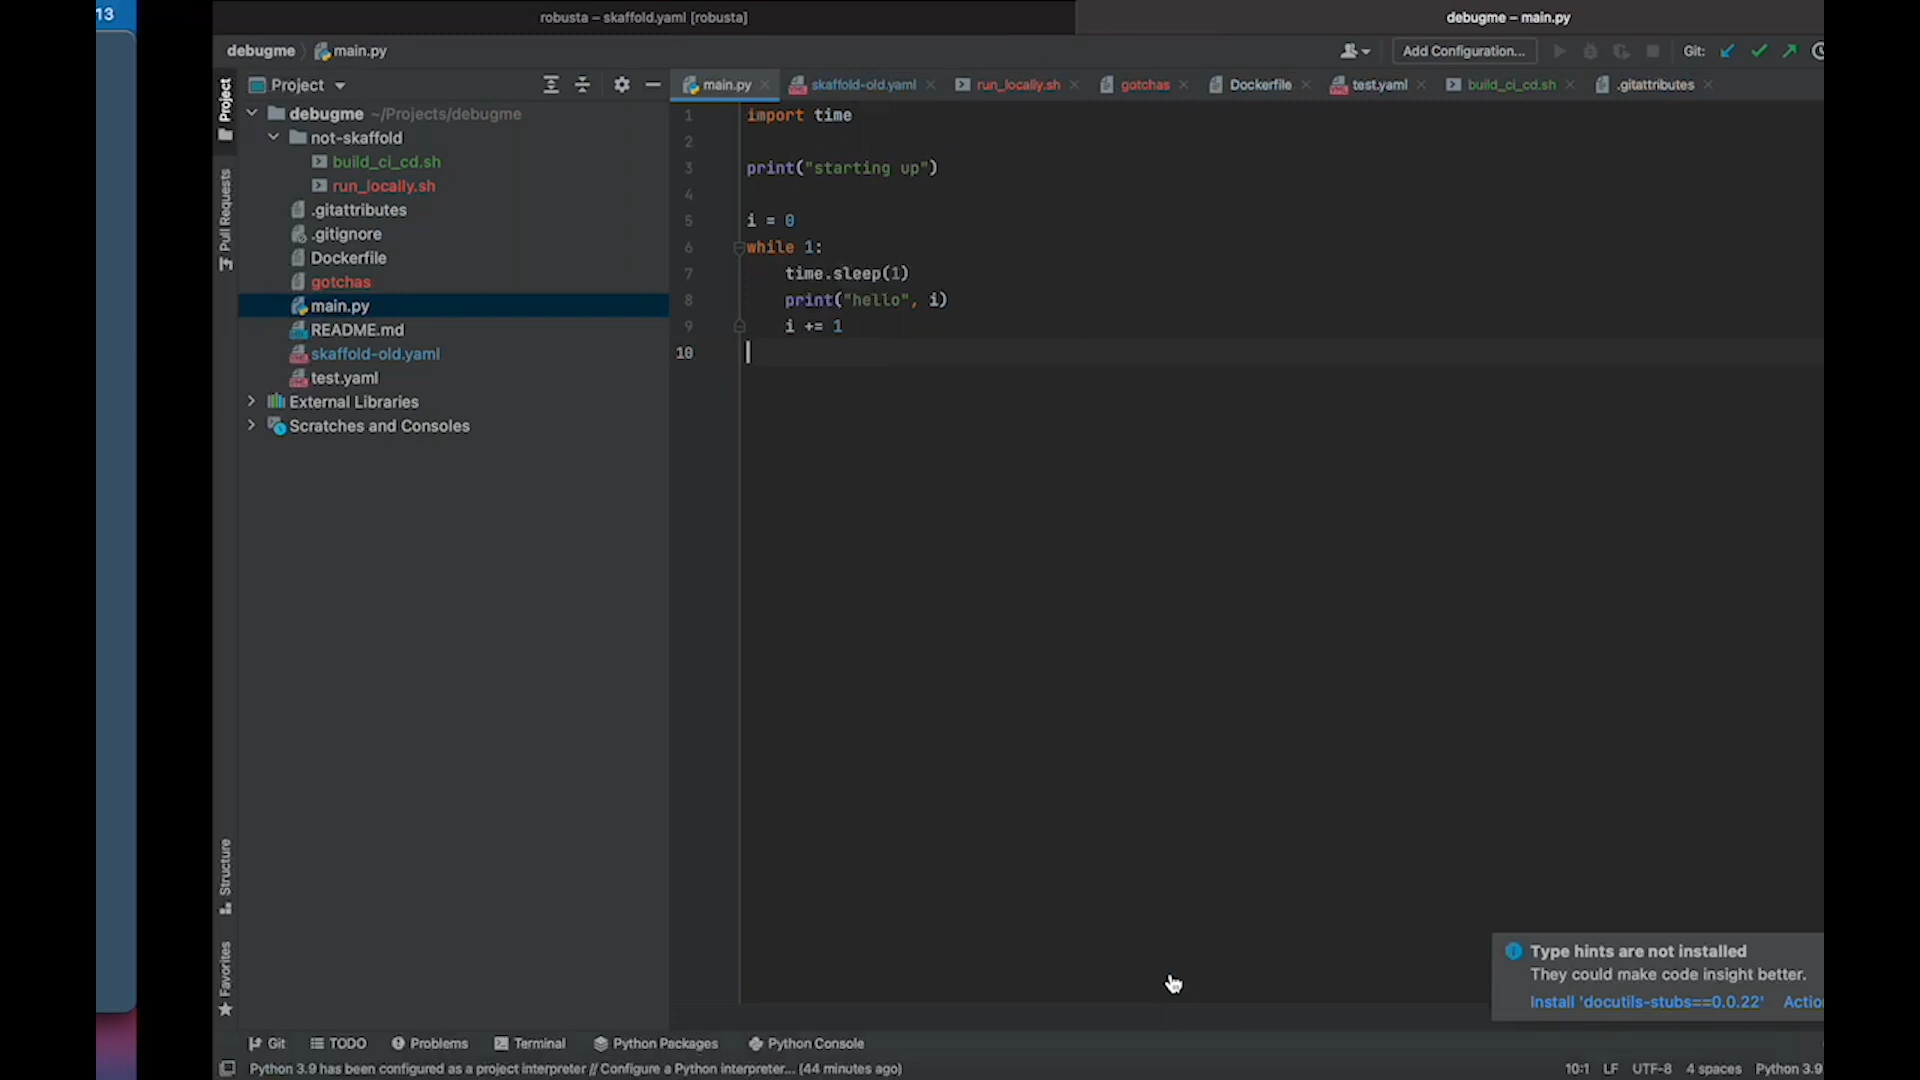 13
robusta – skaffold.yaml [robusta]
debugme – main.py
debugme
main.py
Add Configuration...
Git:
Project
Project
Pull Requests
Structure
Favorites
debugme ~/Projects/debugme
not-skaffold
build_ci_cd.sh
run_locally.sh
.gitattributes
.gitignore
Dockerfile
gotchas
main.py
README.md
skaffold-old.yaml
test.yaml
External Libraries
Scratches and Consoles
main.py
skaffold-old.yaml
run_locally.sh
gotchas
Dockerfile
test.yaml
build_ci_cd.sh
.gitattributes
1 import time
2
3 print("starting up")
4
5 i = 0
6 while 1:
7 time.sleep(1)
8 print("hello", i)
9 i += 1
10
Type hints are not installed
They could make code insight better.
Install 'docutils-stubs==0.0.22' Actio
Git
TODO
Problems
Terminal
Python Packages
Python Console
Python 3.9 has been configured as a project interpreter // Configure a Python interpreter... (44 minutes ago)
10:1 LF UTF-8 4 spaces Python 3.9